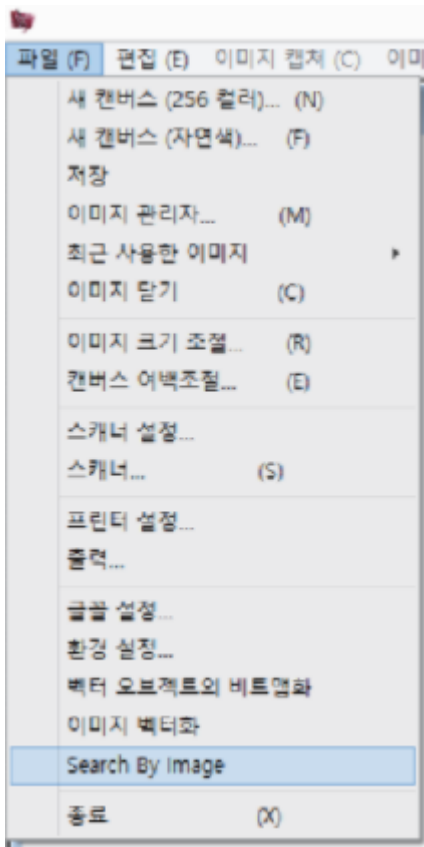 파일 (F) 편집 (E) 이미지 캡처 (C) 이미
새 캔버스 (256 컬러)... (N)
새 캔버스 (자연색)... (F)
저장
이미지 관리자... (M)
최근 사용한 이미지
이미지 닫기 (C)
이미지 크기 조절... (R)
캔버스 여백조절... (E)
스캐너 설정...
스캐너... (S)
프린터 설정...
출력...
글꼴 설정...
환경 설정...
벡터 오브젝트의 비트맵화
이미지 벡터화
Search By Image
종료 (X)